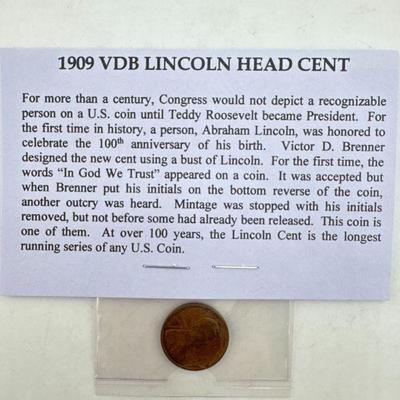 1909 VDB LINCOLN HEAD CENT
For more than a century, Congress would not depict a recognizable
person on a U.S. coin until Teddy Roosevelt became President. For
the first time in history, a person, Abraham Lincoln, was honored to
celebrate the 100th anniversary of his birth. Victor D. Brenner
designed the new cent using a bust of Lincoln. For the first time, the
words “In God We Trust” appeared on a coin. It was accepted but
when Brenner put his initials on the bottom reverse of the coin,
another outcry was heard. Mintage was stopped with his initials
removed, but not before some had already been released. This coin is
one of them. At over 100 years, the Lincoln Cent is the longest
running series of any U.S. Coin.